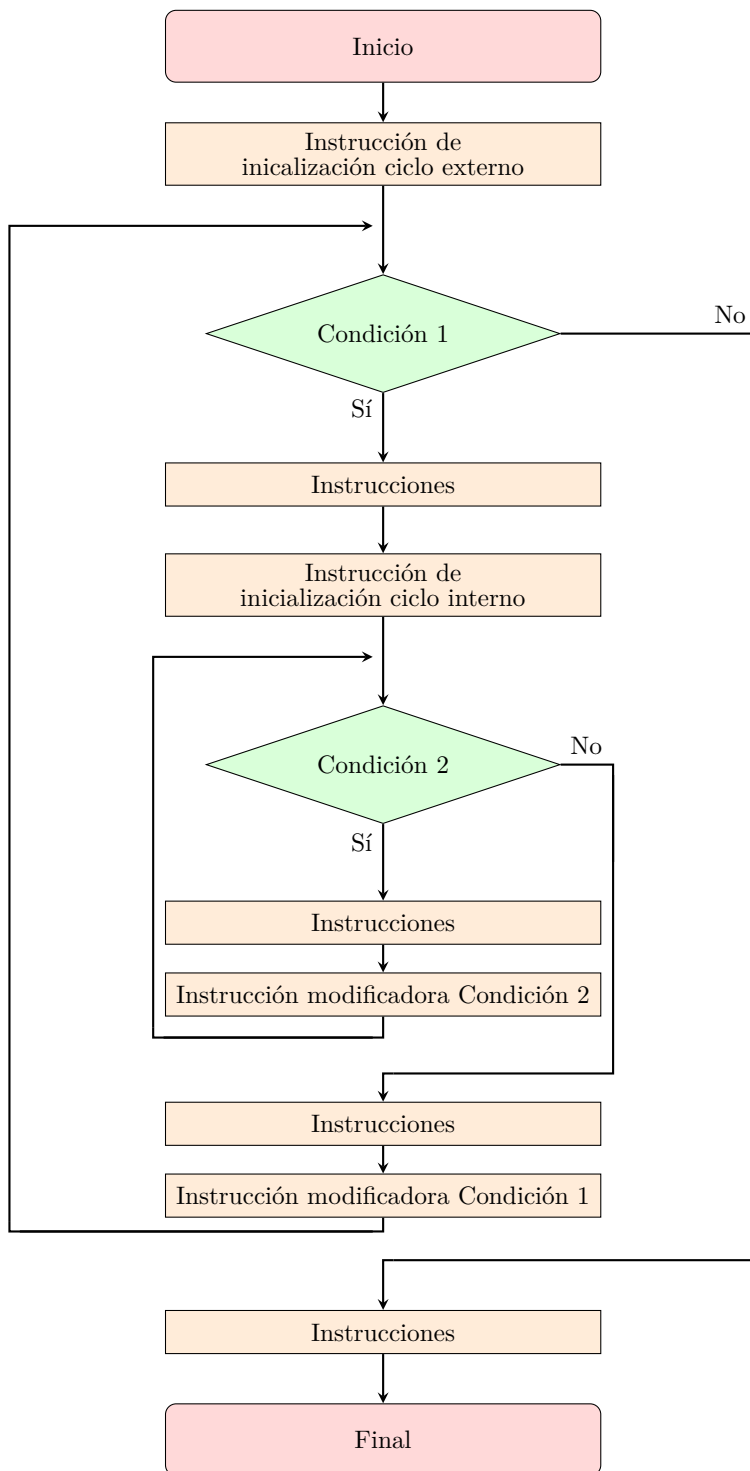 Inicio
Instrucción de
inicalización ciclo externo
Condición 1
No
Sí
Instrucciones
Instrucción de
inicialización ciclo interno
Condición 2
No
Sí
Instrucciones
Instrucción modificadora Condición 2
Instrucciones
Instrucción modificadora Condición 1
Instrucciones
Final